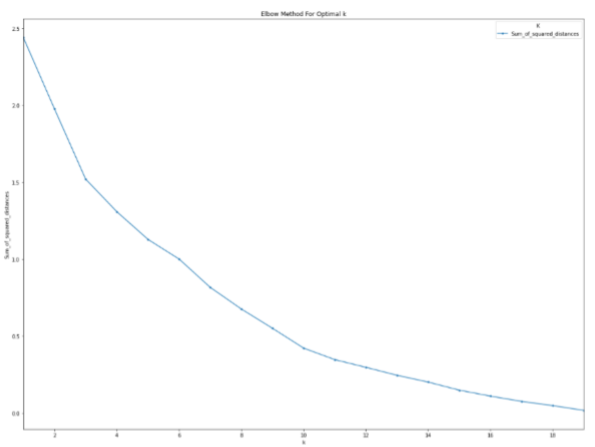 Elbow Method For Optimal k
K
Sum_of_squared_distances
2.5
2.0
1.5
1.0
0.5
0.0
Sum_of_squared_distances
2 4 6 8 10 12 14 16 18
k